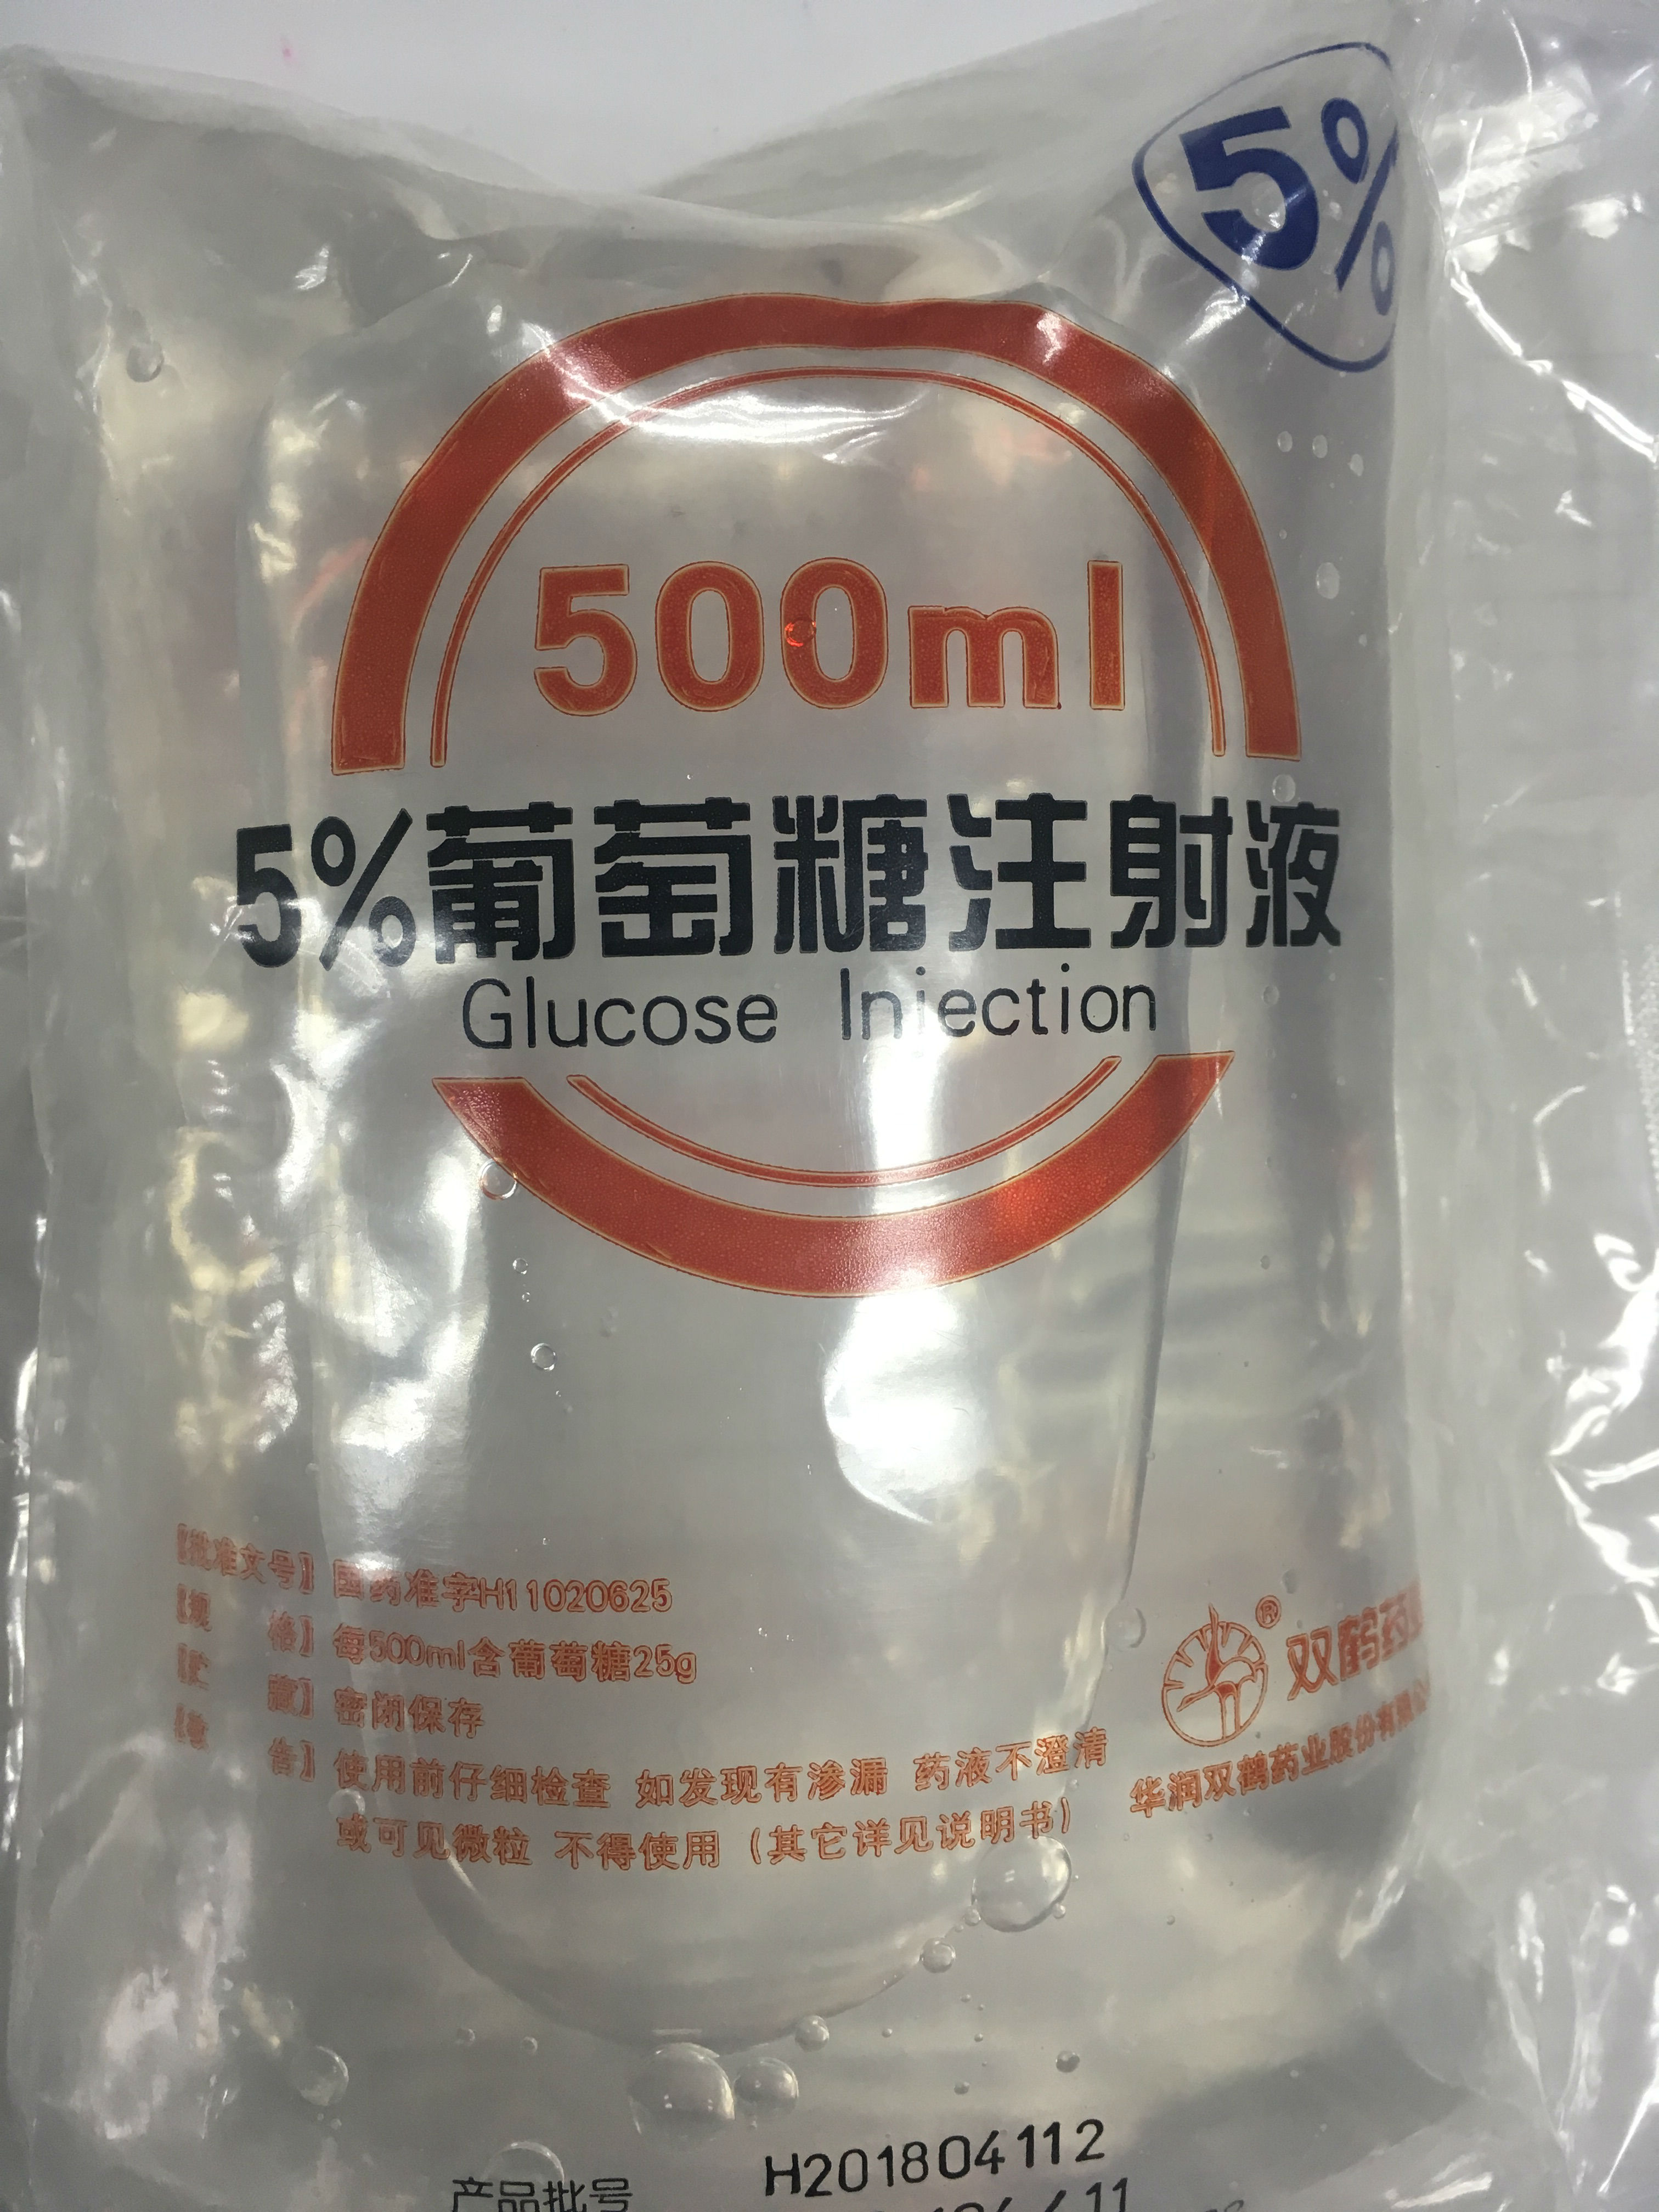 5%
500ml
5%葡萄糖注射液
Glucose Injection
【批准文号】 国药准字H11020625
【规 格】 每500ml含葡萄糖25g
【贮 藏】 密闭保存
【警 告】 使用前仔细检查 如发现有渗漏 药液不澄清
或可见微粒 不得使用 (其它详见说明书)
® 双鹤药
华润双鹤药业股份有限公
产品批号 H201804112